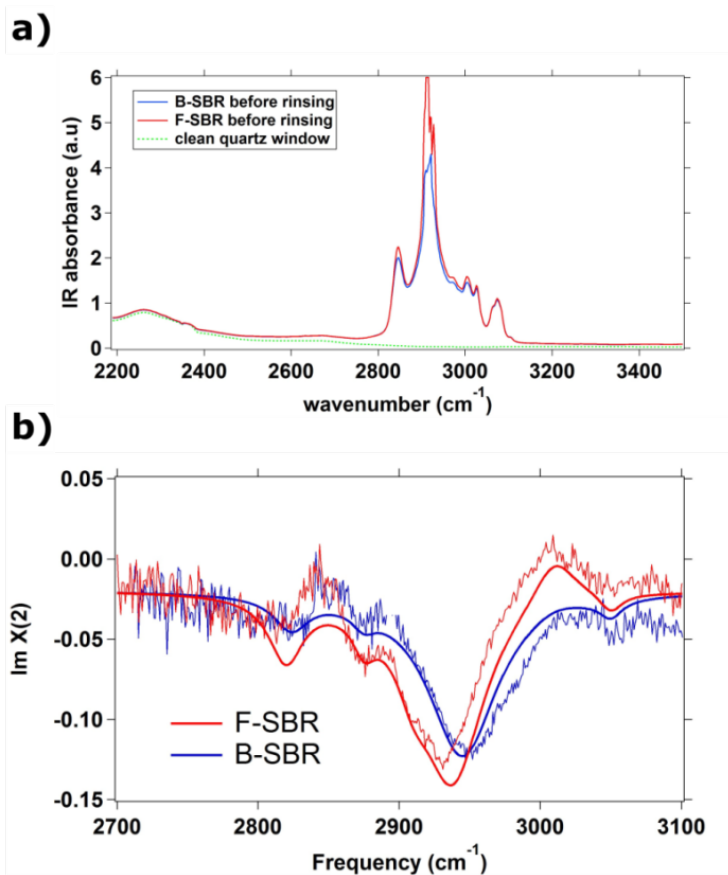 a)
6
5
4
3
2
1
0
IR absorbance (a.u)
B-SBR before rinsing
F-SBR before rinsing
clean quartz window
2200 2400 2600 2800 3000 3200 3400
wavenumber (cm-1)
b)
0.05
0.00
-0.05
-0.10
-0.15
Im X(2)
F-SBR
B-SBR
2700 2800 2900 3000 3100
Frequency (cm-1)